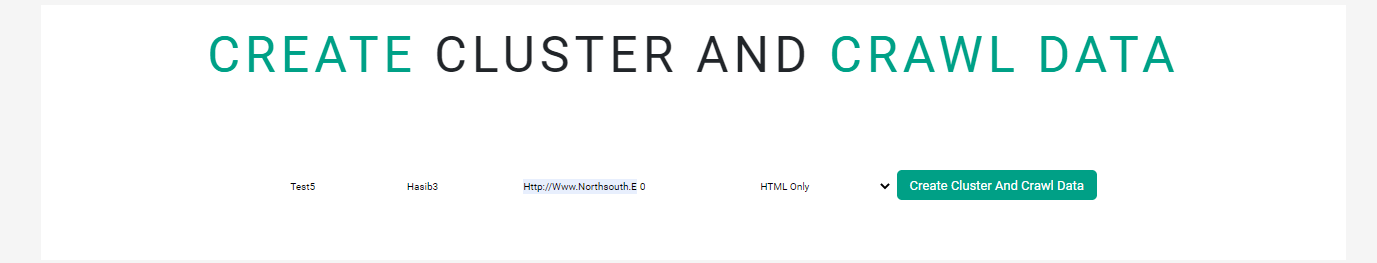 CREATE CLUSTER AND CRAWL DATA
Test5 Hasib3 Http://Www.Northsouth.E 0 HTML Only Create Cluster And Crawl Data